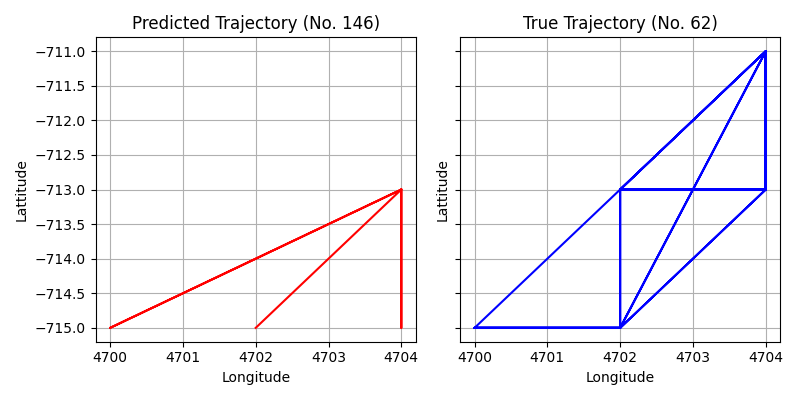 Predicted Trajectory (No. 146)
True Trajectory (No. 62)
−711.0
−711.5
−712.0
−712.5
−713.0
−713.5
−714.0
−714.5
−715.0
Lattitude
Lattitude
4700 4701 4702 4703 4704
4700 4701 4702 4703 4704
Longitude
Longitude